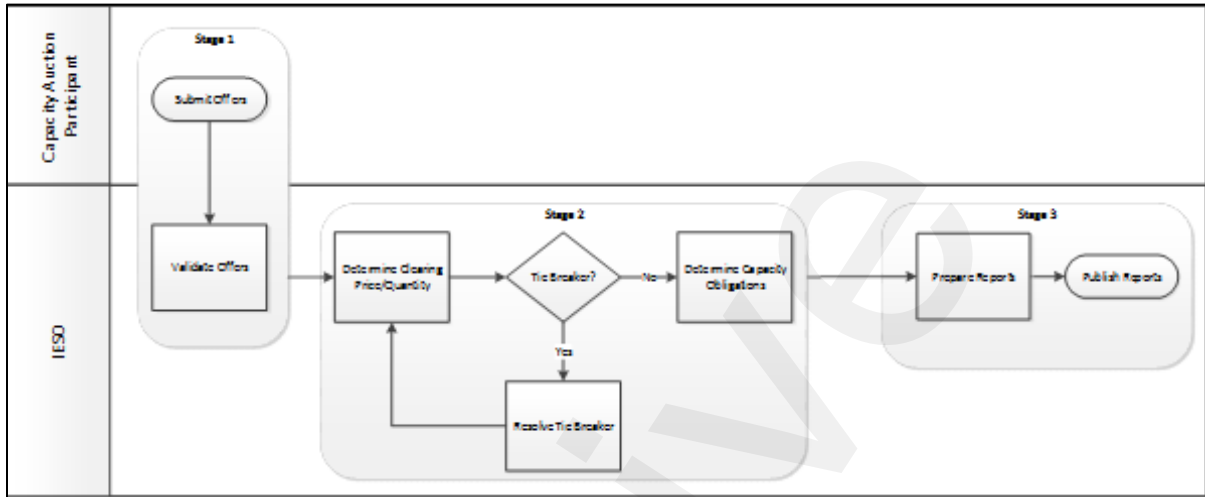 Capacity Auction
Participant
Stage 1
Submit Offers
IESO
Validate Offers
Stage 2
Determine Clearing
Price/Quantity
Tie Breaker?
No
Determine Capacity
Obligations
Yes
Resolve Tie Breaker
Stage 3
Prepare Reports
Publish Reports
ive